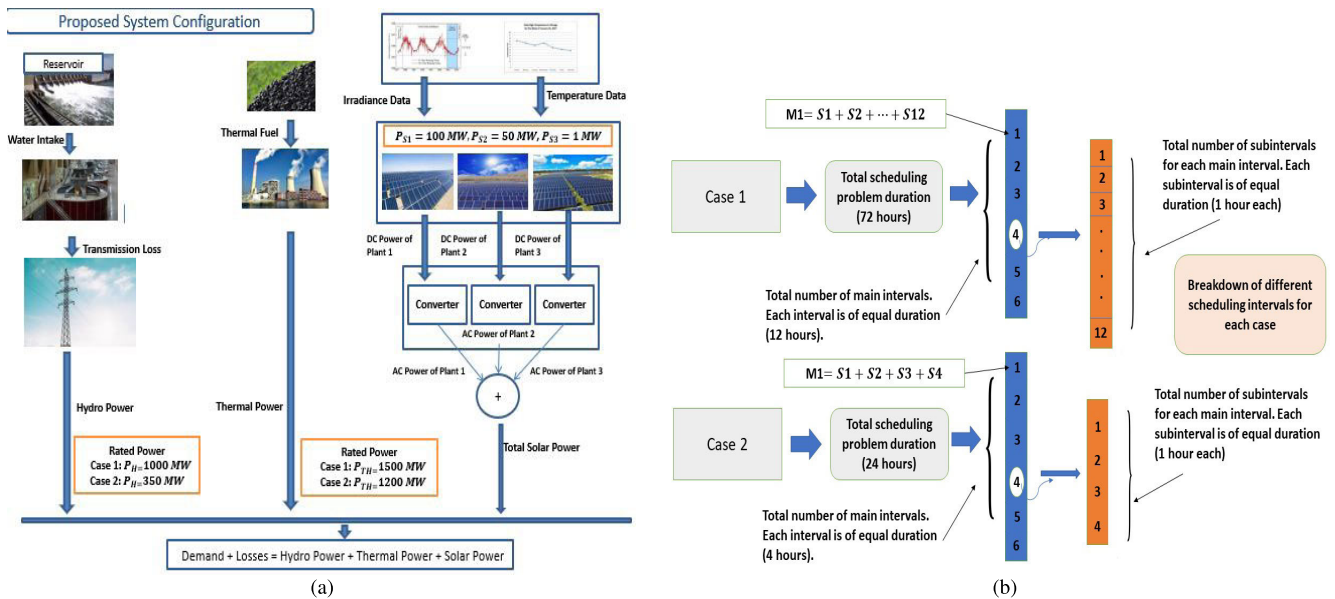 Proposed System Configuration
Reservoir
Water Intake
Transmission Loss
Hydro Power
Rated Power
Case 1: P_H=1000 MW
Case 2: P_H=350 MW
Thermal Fuel
Thermal Power
Rated Power
Case 1: P_TH=1500 MW
Case 2: P_TH=1200 MW
Irradiance Data
Temperature Data
P_S1 = 100 MW, P_S2 = 50 MW, P_S3 = 1 MW
DC Power of
Plant 1
DC Power of
Plant 2
DC Power of
Plant 3
Converter
Converter
Converter
AC Power of Plant 2
AC Power of Plant 1
AC Power of Plant 3
+
Total Solar Power
Demand + Losses = Hydro Power + Thermal Power + Solar Power
(a)
M1= S1 + S2 + ⋯ + S12
Case 1
Total scheduling
problem duration
(72 hours)
1
2
3
4
5
6
1
2
3
.
.
.
.
12
Total number of subintervals
for each main interval. Each
subinterval is of equal
duration (1 hour each)
Total number of main intervals.
Each interval is of equal duration
(12 hours).
Breakdown of different
scheduling intervals for
each case
M1= S1 + S2 + S3 + S4
Case 2
Total scheduling
problem duration
(24 hours)
1
2
3
4
5
6
1
2
3
4
Total number of subintervals
for each main interval. Each
subinterval is of equal duration
(1 hour each)
Total number of main intervals.
Each interval is of equal duration
(4 hours).
(b)